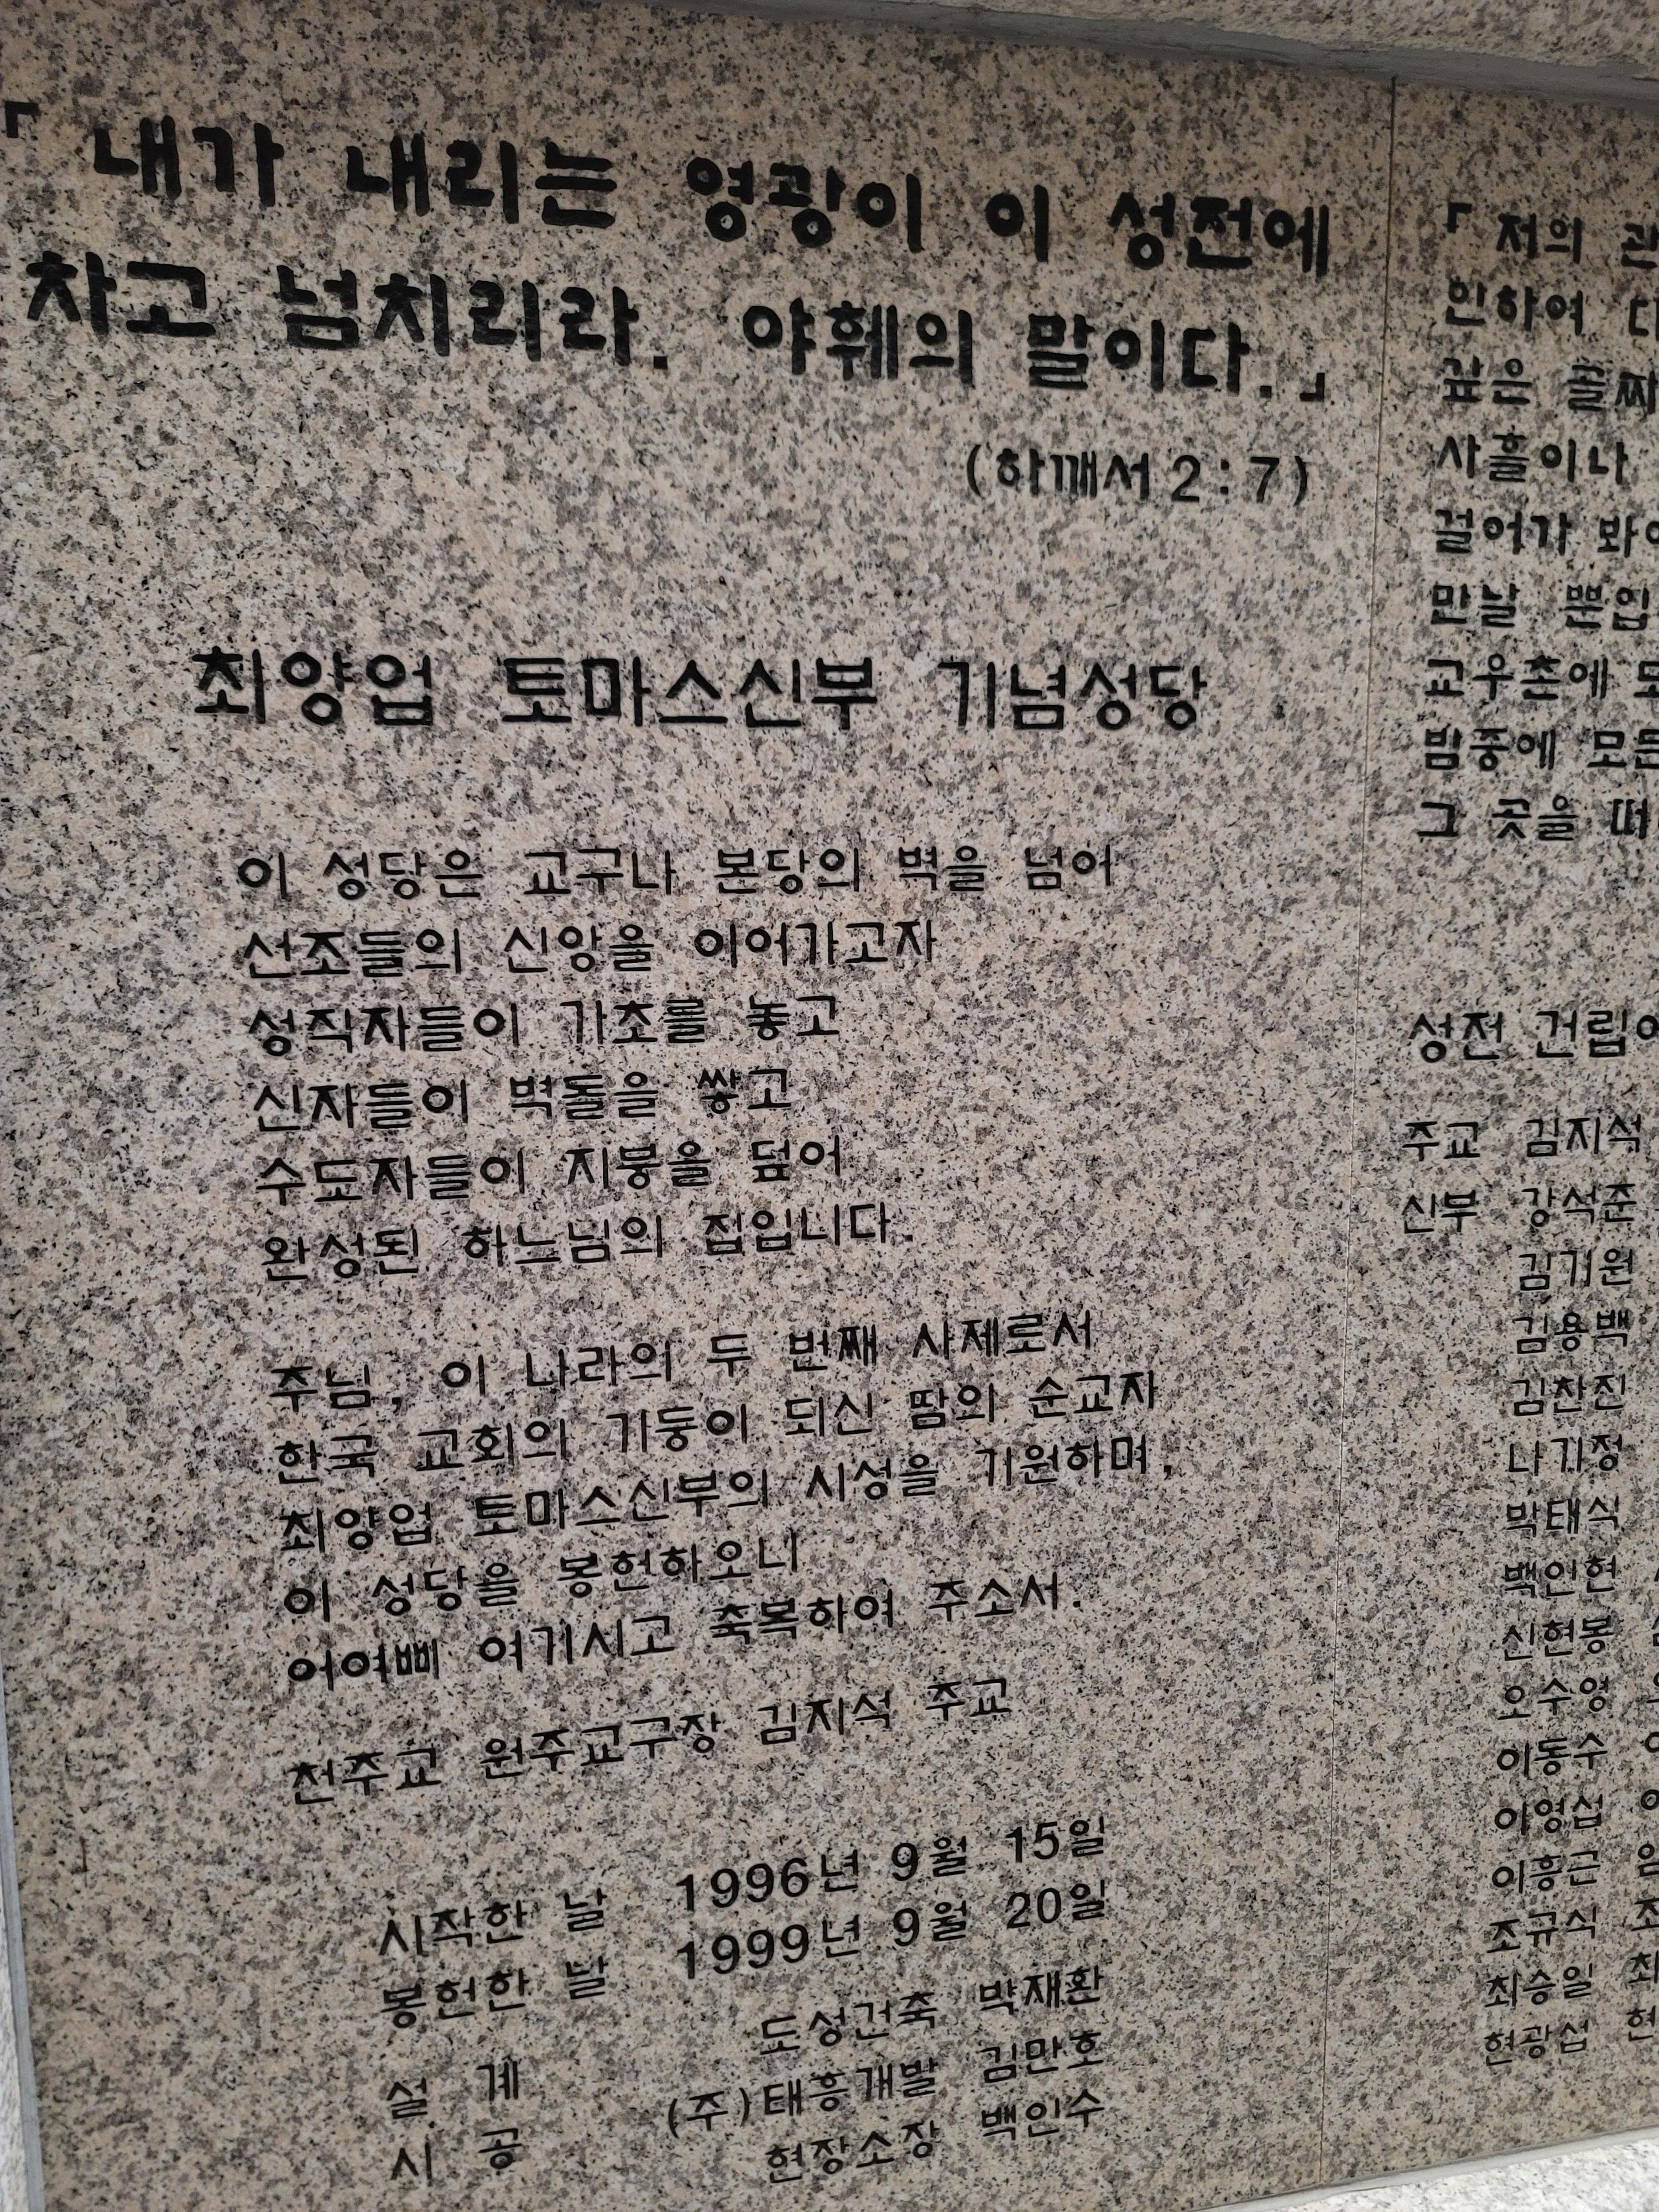 「내가 내리는 영광이 이 성전에
차고 넘치리라. 야훼의 말이다.」
(하깨서 2:7)
최양업 토마스신부 기념성당
이 성당은 교구나 본당의 벽을 넘어
선조들의 신앙을 이어가고자
성직자들이 기초를 놓고
신자들이 벽돌을 쌓고
수도자들이 지붕을 덮어
완성된 하느님의 집입니다.
주님, 이 나라의 두 번째 사제로서
한국 교회의 기둥이 되신 땀의 순교자
최양업 토마스신부의 시성을 기원하며,
이 성당을 봉헌하오니
어여삐 여기시고 축복하여 주소서.
천주교 원주교구장 김지석 주교
시작한 날 1996년 9월 15일
봉헌한 날 1999년 9월 20일
설 계 도성건축 박재환
시 공 (주)태흥개발 김만호
현장소장 백인수
「저의
인하여
깊은
사흘이나
걸어가
만날
교우촌에
밤중에
그 곳을
성전
주교 김지석
신부 강석준
김기원
김용백
김찬진
나기정
박태식
백인현
신현봉
오수영
이동수
이영섭
이흥근
조규식
최승일
현광섭